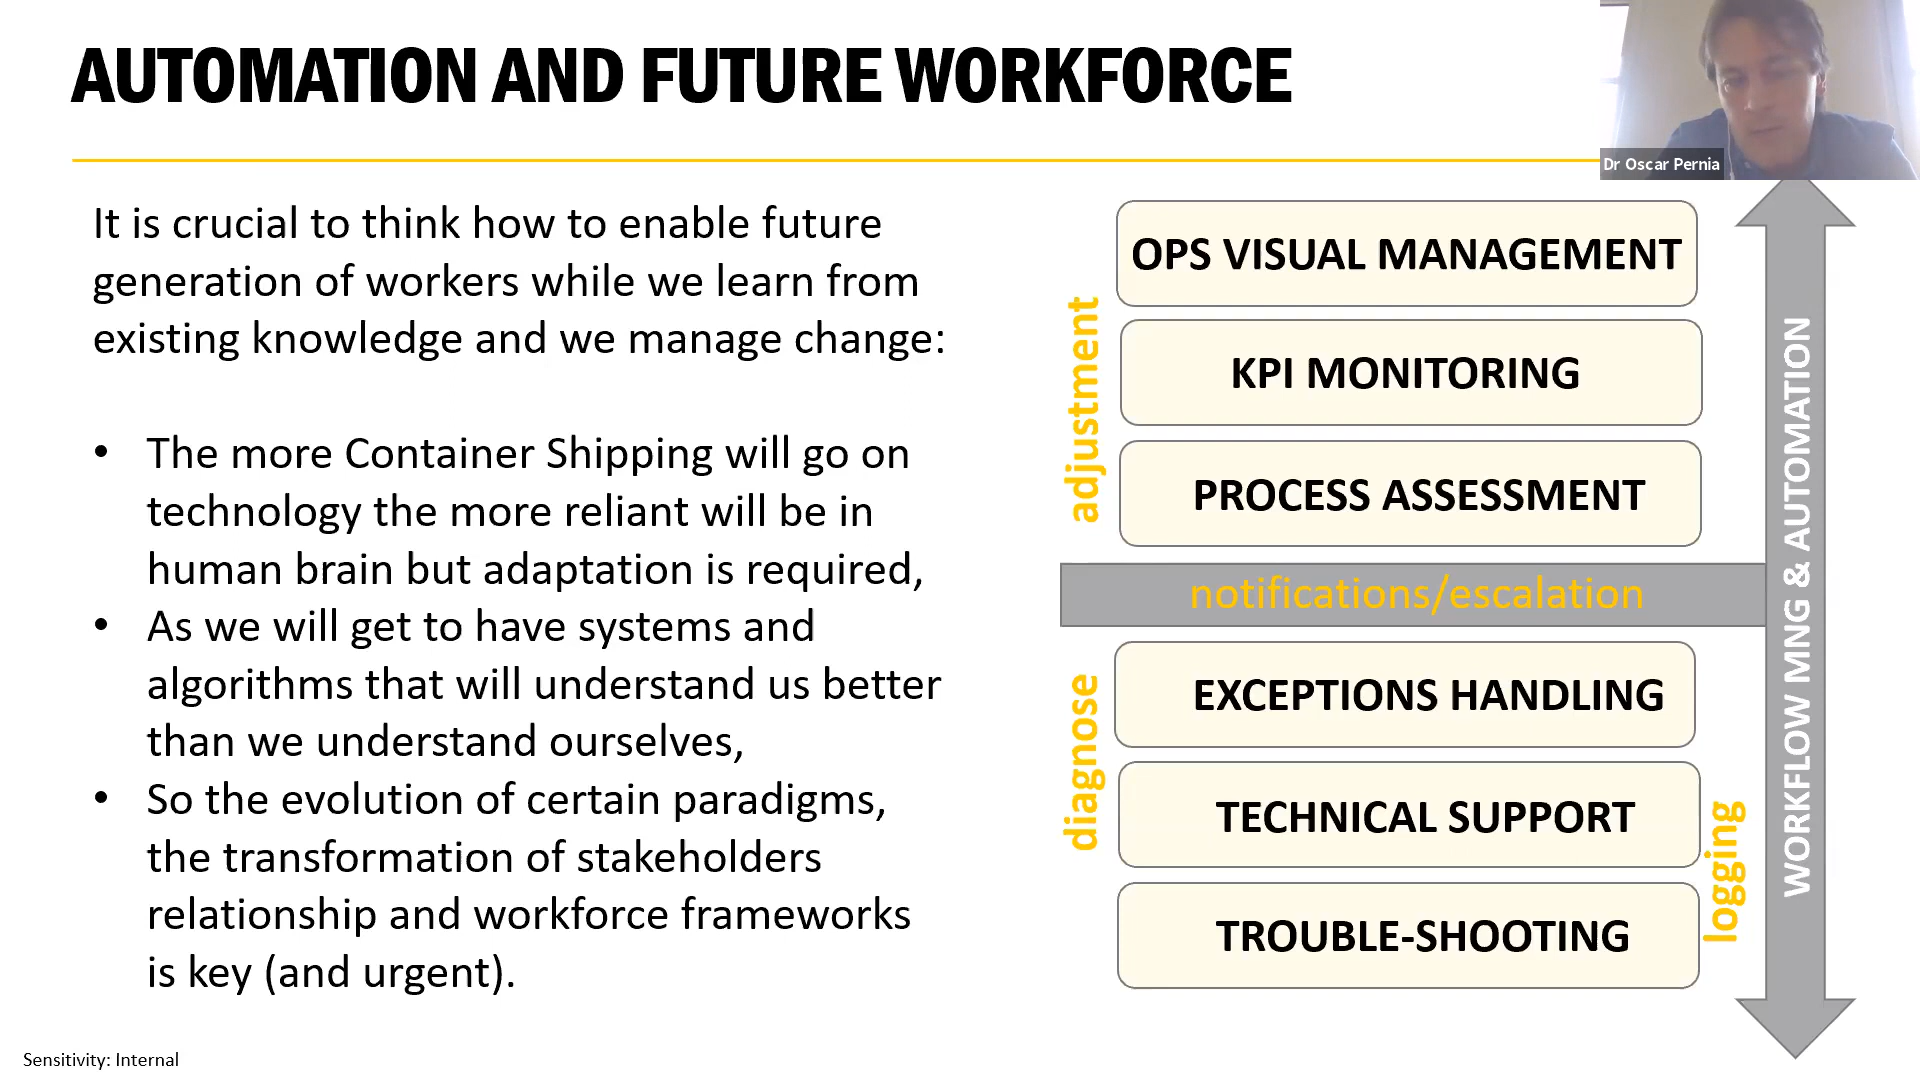 AUTOMATION AND FUTURE WORKFORCE
Dr Oscar Pernia
It is crucial to think how to enable future
generation of workers while we learn from
existing knowledge and we manage change:
• The more Container Shipping will go on
technology the more reliant will be in
human brain but adaptation is required,
• As we will get to have systems and
algorithms that will understand us better
than we understand ourselves,
• So the evolution of certain paradigms,
the transformation of stakeholders
relationship and workforce frameworks
is key (and urgent).
adjustment
OPS VISUAL MANAGEMENT
KPI MONITORING
PROCESS ASSESSMENT
notifications/escalation
diagnose
EXCEPTIONS HANDLING
TECHNICAL SUPPORT
TROUBLE-SHOOTING
logging
WORKFLOW MNG & AUTOMATION
Sensitivity: Internal